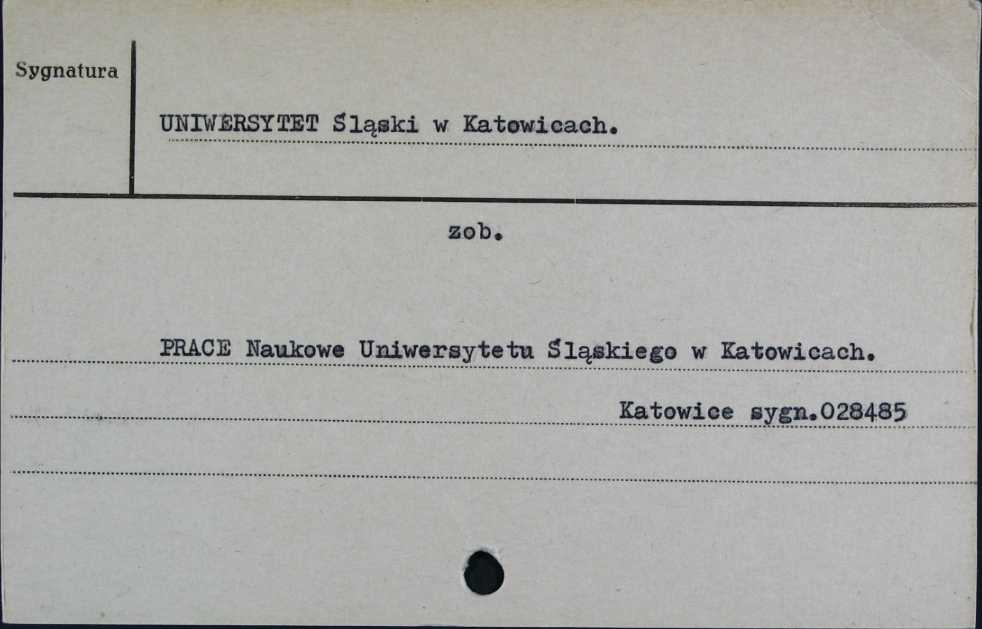 Sygnatura
UNIWERSYTET Śląski w Katowicach.
zob.
PRACE Naukowe Uniwersytetu Śląskiego w Katowicach.
Katowice sygn.028485